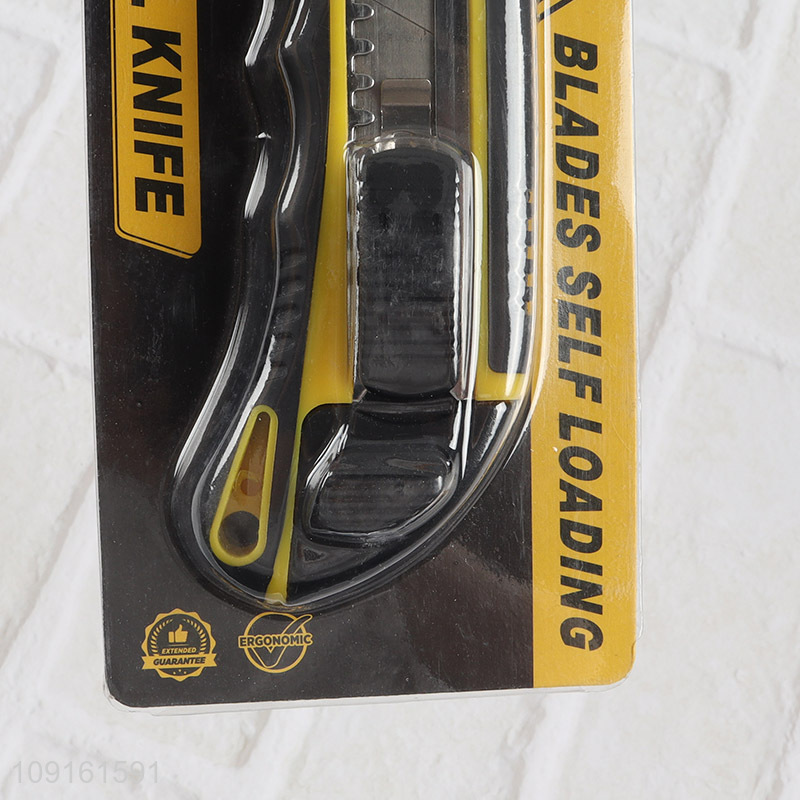 KNIFE
BLADES SELF LOADING
EXTENDED
GUARANTEE
ERGONOMIC
109161591